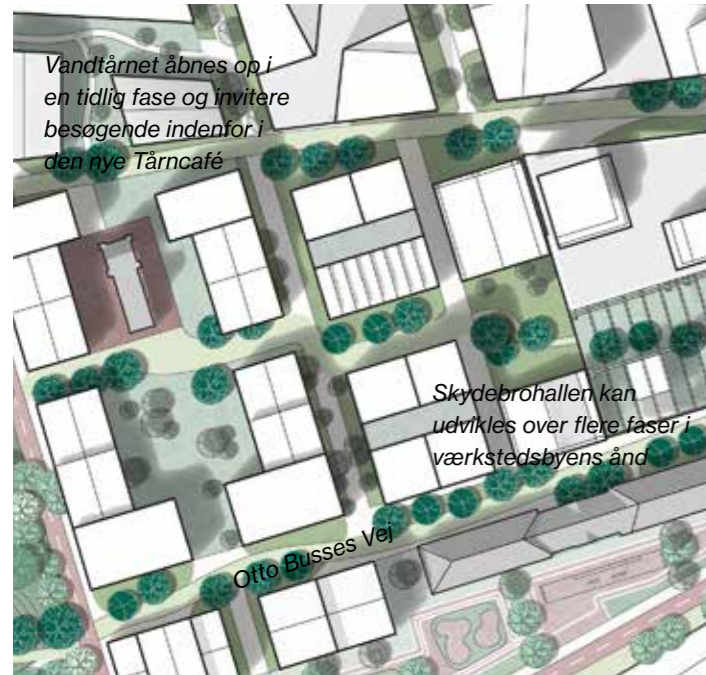 Vandtårnet åbnes op i
en tidlig fase og invitere
besøgende indenfor i
den nye Tårncafé
Skydebrohallen kan
udvikles over flere faser i
værkstedsbyens ånd
Otto Busses Vej